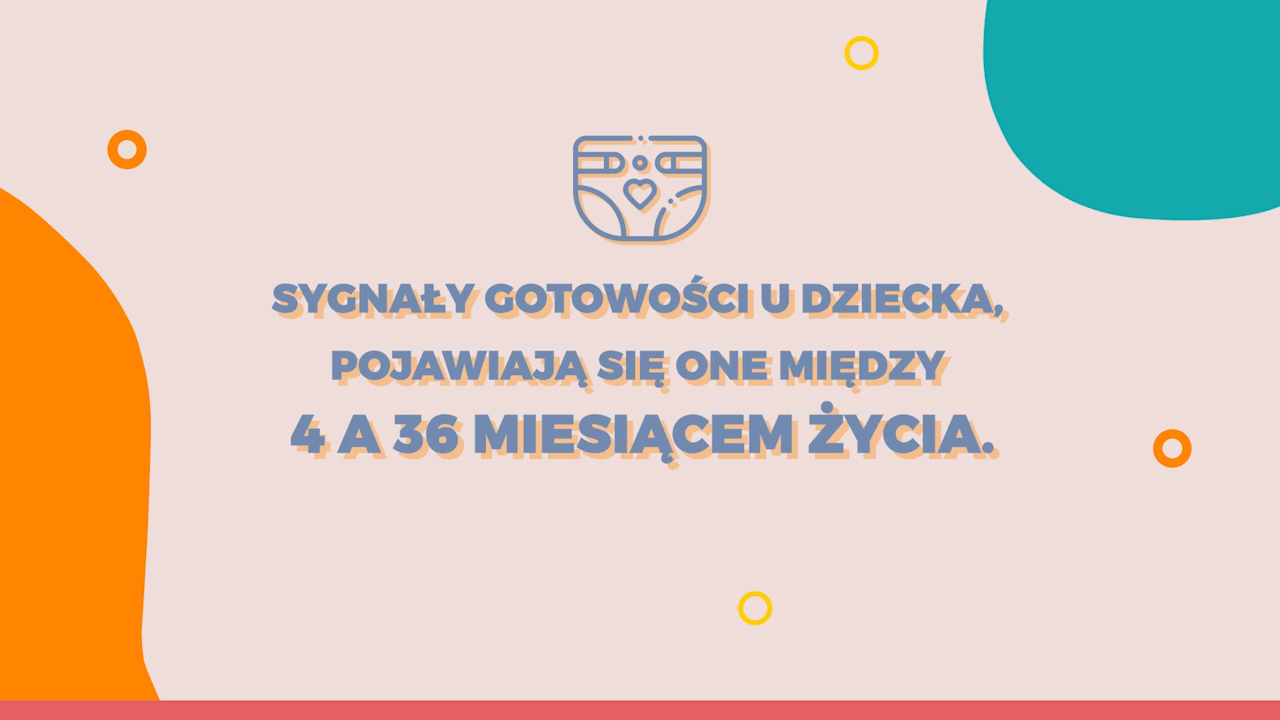 SYGNAŁY GOTOWOŚCI U DZIECKA,
POJAWIAJĄ SIĘ ONE MIĘDZY
4 A 36 MIESIĄCEM ŻYCIA.